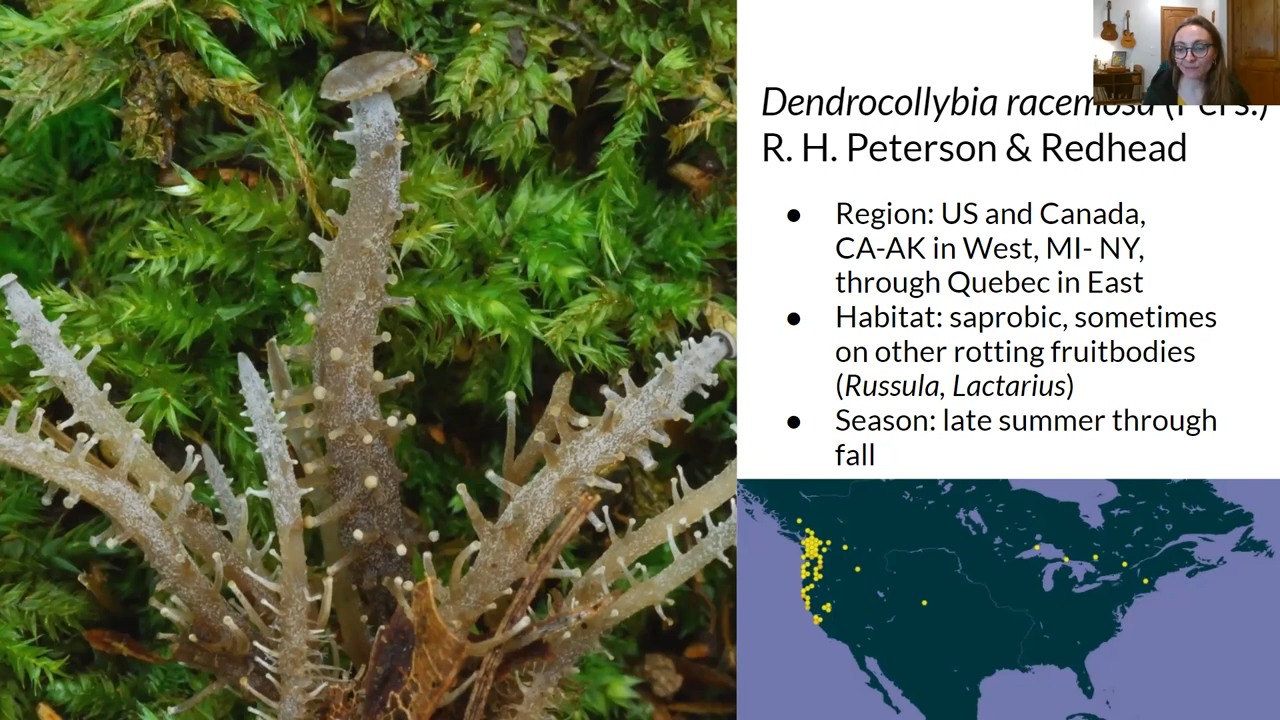 Dendrocollybia racemosa (Pers.)
R. H. Peterson & Redhead
● Region: US and Canada,
CA-AK in West, MI- NY,
through Quebec in East
● Habitat: saprobic, sometimes
on other rotting fruitbodies
(Russula, Lactarius)
● Season: late summer through
fall